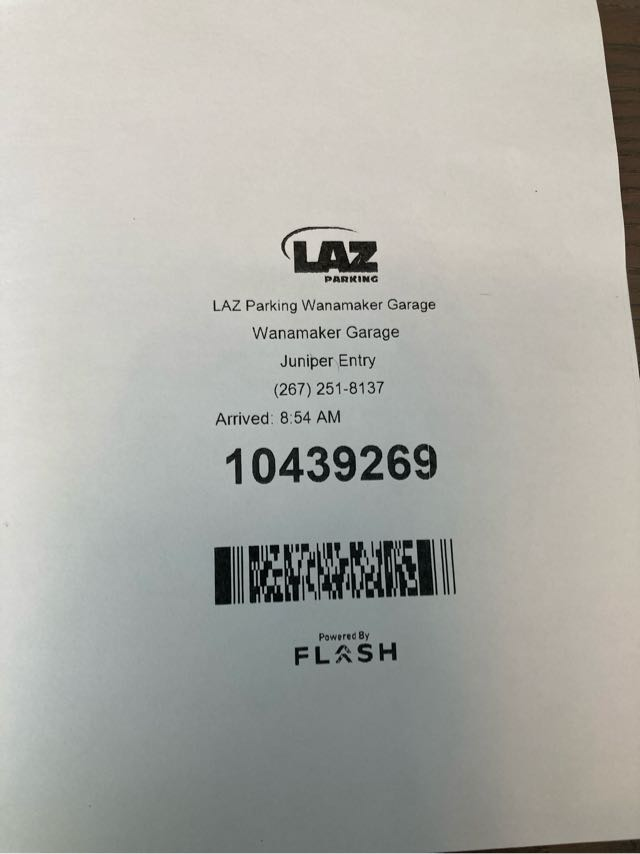 LAZ
PARKING
LAZ Parking Wanamaker Garage
Wanamaker Garage
Juniper Entry
(267) 251-8137
Arrived: 8:54 AM
10439269
Powered By
FLASH